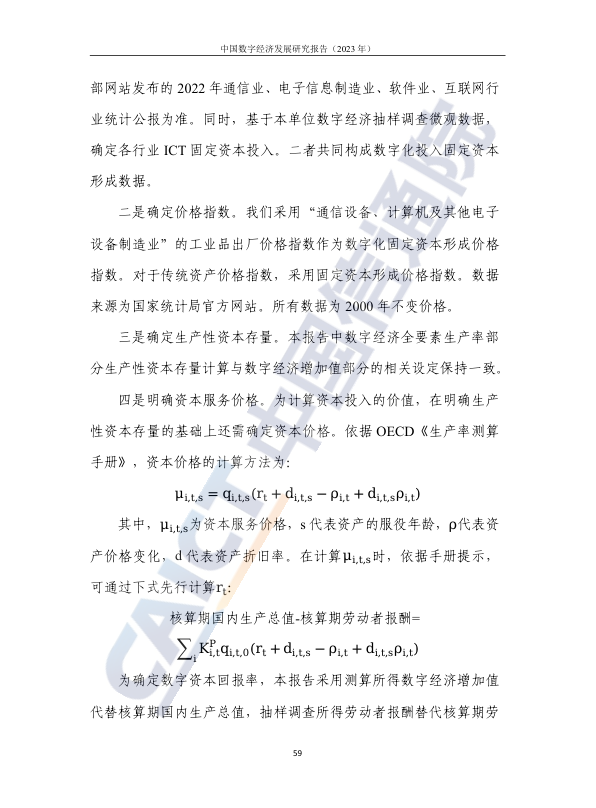 中国数字经济发展研究报告（2023 年）
部网站发布的 2022 年通信业、电子信息制造业、软件业、互联网行
业统计公报为准。同时，基于本单位数字经济抽样调查微观数据，
确定各行业 ICT 固定资本投入。二者共同构成数字化投入固定资本
形成数据。
二是确定价格指数。我们采用“通信设备、计算机及其他电子
设备制造业”的工业品出厂价格指数作为数字化固定资本形成价格
指数。对于传统资产价格指数，采用固定资本形成价格指数。数据
来源为国家统计局官方网站。所有数据为 2000 年不变价格。
三是确定生产性资本存量。本报告中数字经济全要素生产率部
分生产性资本存量计算与数字经济增加值部分的相关设定保持一致。
四是明确资本服务价格。为计算资本投入的价值，在明确生产
性资本存量的基础上还需确定资本价格。依据 OECD《生产率测算
手册》，资本价格的计算方法为：
μi,t,s = qi,t,s(rt + di,t,s − ρi,t + di,t,sρi,t)
其中，μi,t,s为资本服务价格，s 代表资产的服役年龄，ρ代表资
产价格变化，d 代表资产折旧率。在计算μi,t,s时，依据手册提示，
可通过下式先行计算rt：
核算期国内生产总值-核算期劳动者报酬=
∑i KPi,tqi,t,0(rt + di,t,s − ρi,t + di,t,sρi,t)
为确定数字资本回报率，本报告采用测算所得数字经济增加值
代替核算期国内生产总值，抽样调查所得劳动者报酬替代核算期劳
59
CAICT 中国信通院